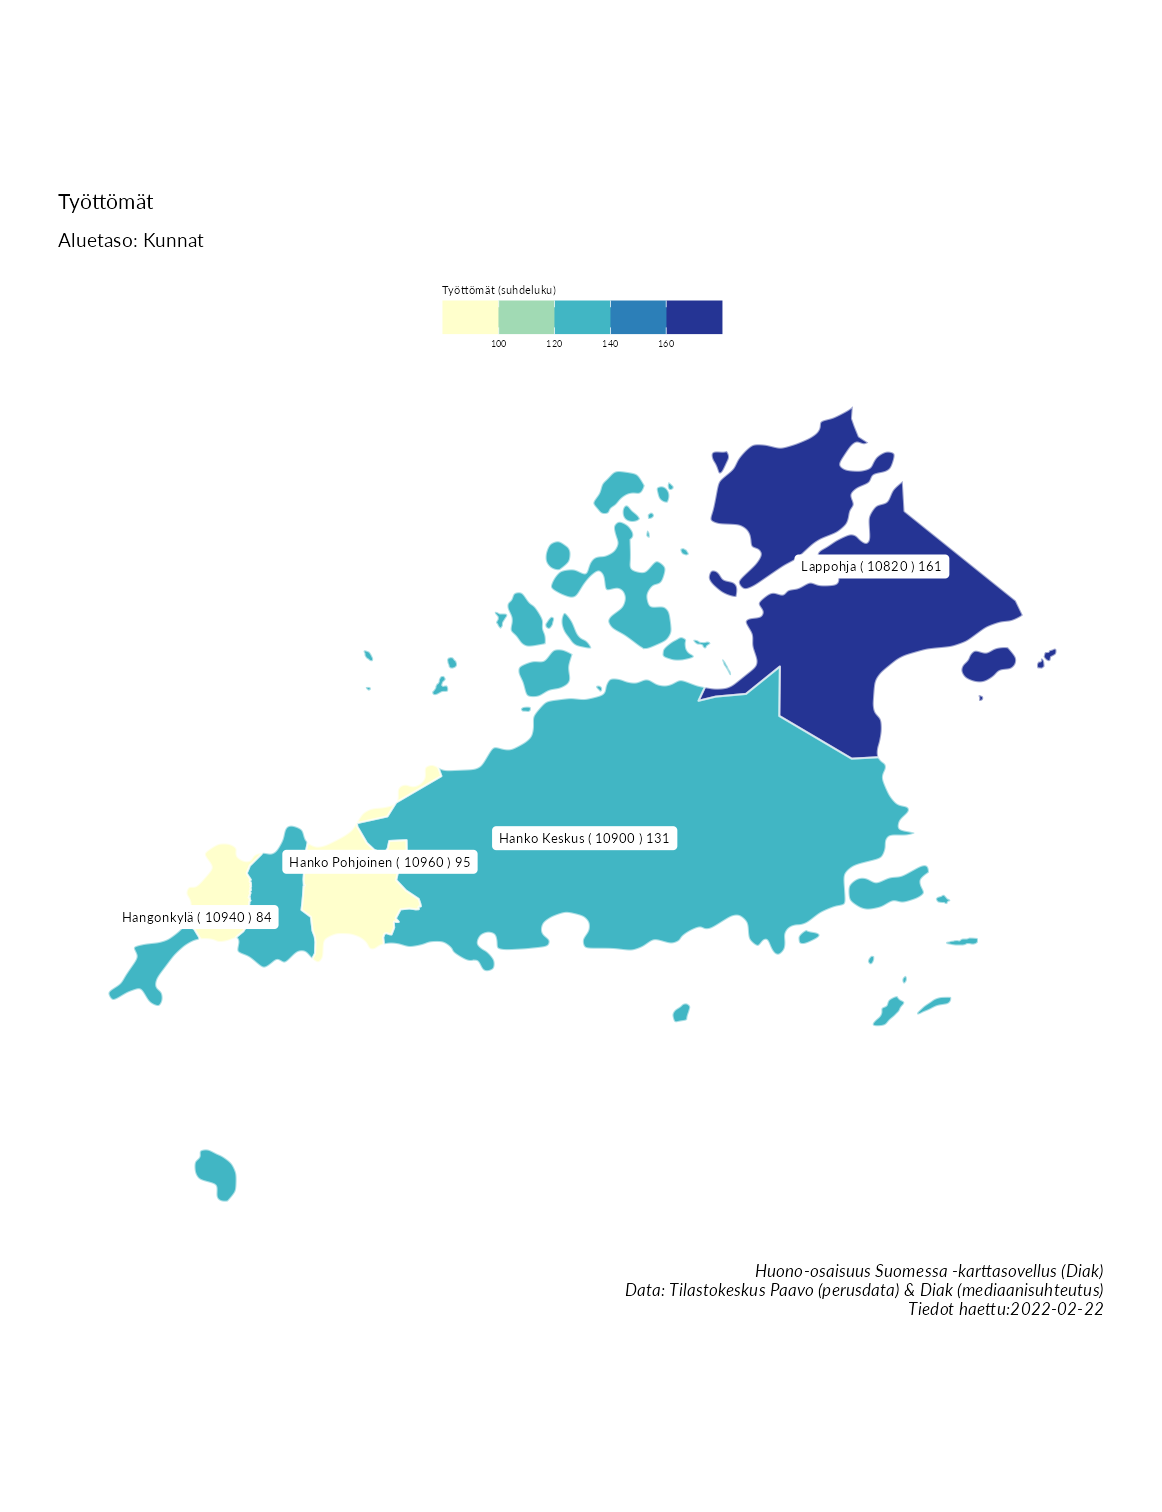 Työttömät
Aluetaso: Kunnat
Työttömät (suhdeluku)
100 120 140 160
Lappohja ( 10820 ) 161
Hanko Keskus ( 10900 ) 131
Hanko Pohjoinen ( 10960 ) 95
Hangonkylä ( 10940 ) 84
Huono-osaisuus Suomessa -karttasovellus (Diak)
Data: Tilastokeskus Paavo (perusdata) & Diak (mediaanisuhteutus)
Tiedot haettu:2022-02-22